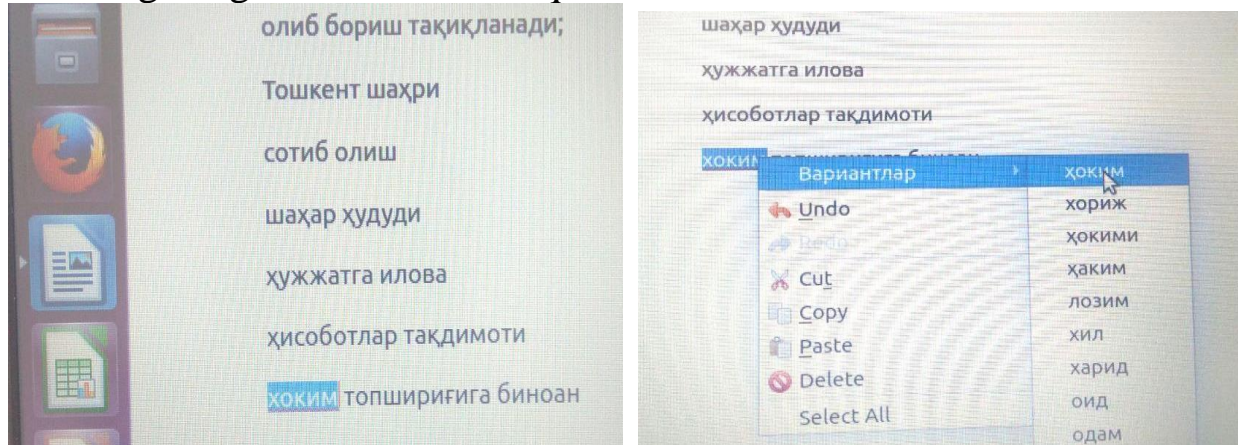 олиб бориш тақиқланади;
Тошкент шаҳри
сотиб олиш
шаҳар ҳудуди
ҳужжатга илова
ҳисоботлар тақдимоти
хоким топшириғига биноан
шаҳар ҳудуди
ҳужжатга илова
ҳисоботлар тақдимоти
хоким топшириғига биноан
Вариантлар
Undo
Redo
Cut
Copy
Paste
Delete
Select All
ҳоким
хориж
ҳокими
ҳаким
лозим
хил
харид
оид
одам